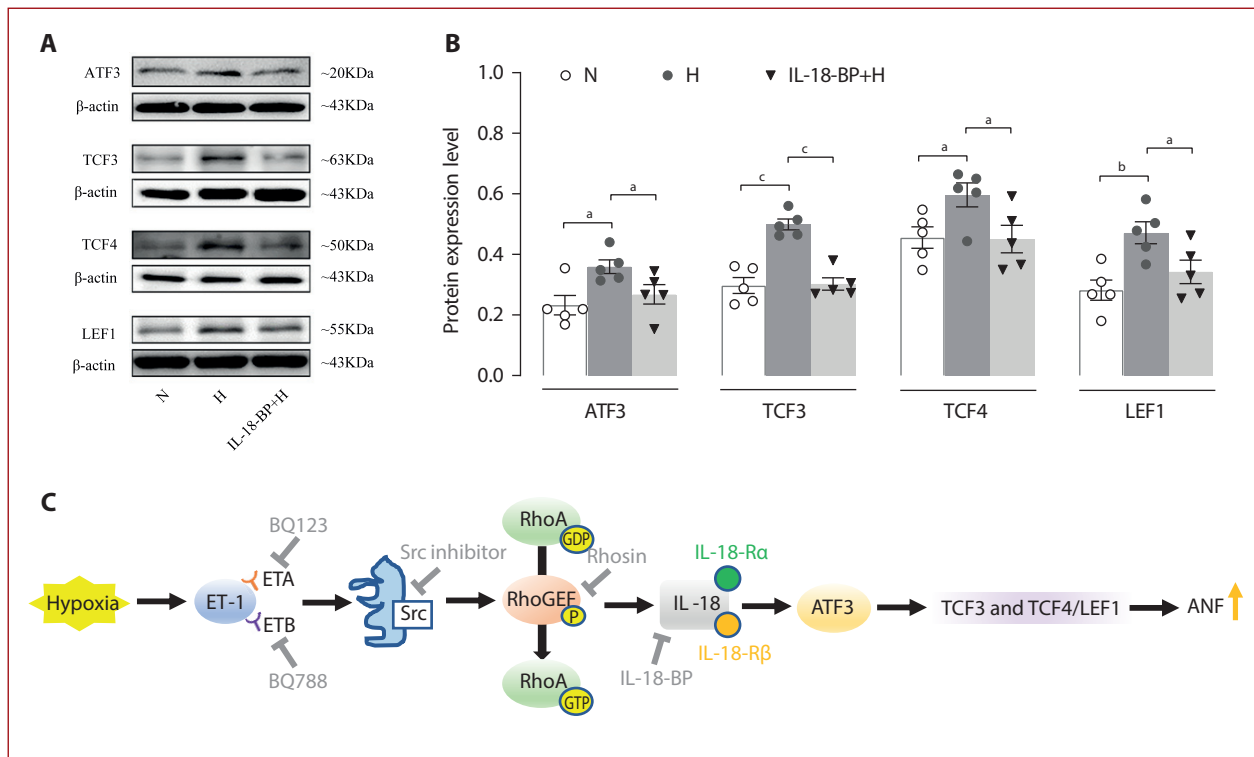 A
ATF3
~20KDa
β-actin
~43KDa
TCF3
~63KDa
β-actin
~43KDa
TCF4
~50KDa
β-actin
~43KDa
LEF1
~55KDa
β-actin
~43KDa
N
H
IL-18-BP+H
B
N
H
IL-18-BP+H
Protein expression level
1.0
0.8
0.6
0.4
0.2
0.0
a
a
c
c
a
a
b
a
ATF3
TCF3
TCF4
LEF1
C
Hypoxia
BQ123
ET-1
ETA
ETB
BQ788
Src inhibitor
Src
RhoA
GDP
Rhosin
RhoGEF
P
RhoA
GTP
IL-18-Rα
IL -18
IL-18-Rβ
IL-18-BP
ATF3
TCF3 and TCF4/LEF1
ANF